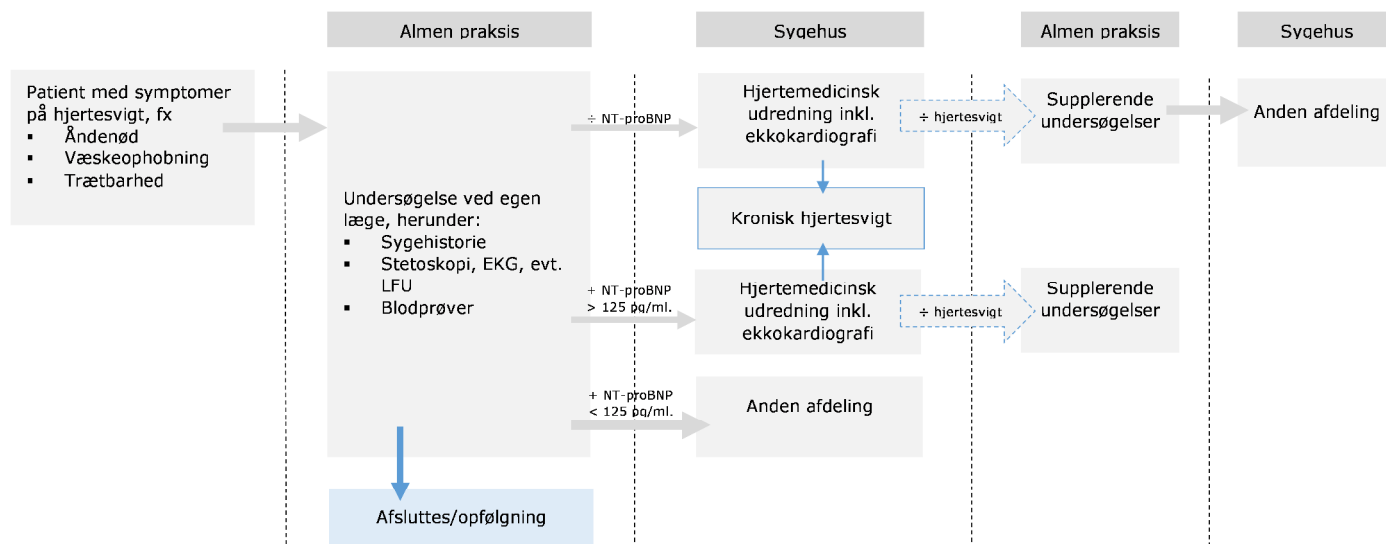 Almen praksis
Sygehus
Almen praksis
Sygehus
Patient med symptomer
på hjertesvigt, fx
▪ Åndenød
▪ Væskeophobning
▪ Trætbarhed
Undersøgelse ved egen
læge, herunder:
▪ Sygehistorie
▪ Stetoskopi, EKG, evt.
LFU
▪ Blodprøver
Afsluttes/opfølgning
÷ NT-proBNP
Hjertemedicinsk
udredning inkl.
ekkokardiografi
÷ hjertesvigt
Supplerende
undersøgelser
Anden afdeling
Kronisk hjertesvigt
+ NT-proBNP
> 125 pg/ml.
Hjertemedicinsk
udredning inkl.
ekkokardiografi
÷ hjertesvigt
Supplerende
undersøgelser
+ NT-proBNP
< 125 pg/ml.
Anden afdeling